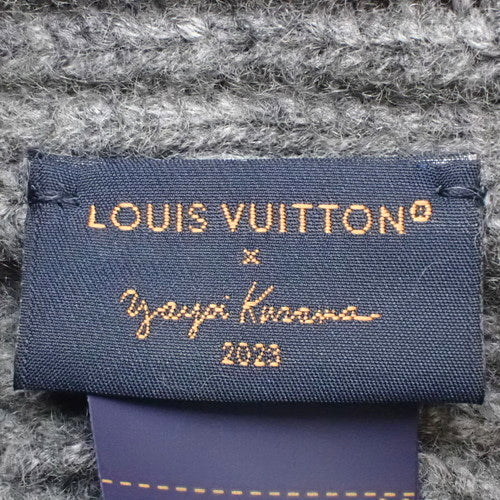 LOUIS VUITTON®
×
Yayoi Kusama
2023